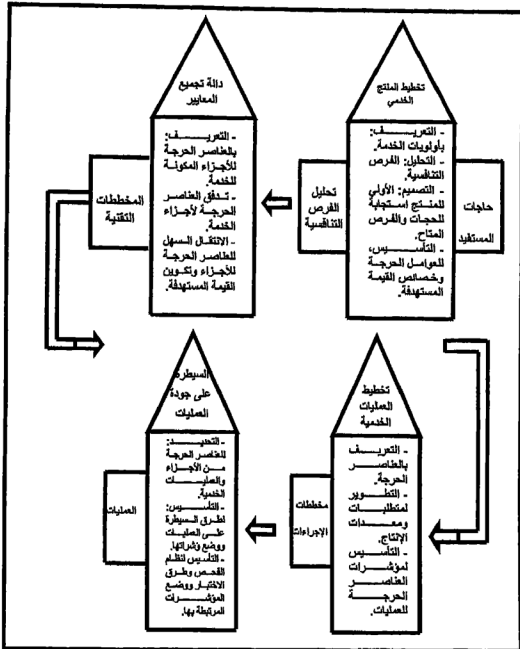 تخطيط المنتج
الخدمي
- التعريف:
بأولويات الخدمة.
- التحليل: الفرص
التنافسية.
- التصميم: الأولي
للمنتج استجابة
للحجات والفرص
المتاح.
- التأسيس،
للعوامل الحرجة
وخصائص القيمة
المستهدفة.
حاجات
المستفيد
تحليل
الفرص
التنافسية
دالة تجميع
المعايير
- التعريف:
بالعناصر الحرجة
للأجزاء المكونة
للخدمة.
- تدفق العناصر
الحرجة لأجزاء
الخدمة.
- الانتقال السهل
للعناصر الحرجة
للأجزاء وتكوين
القيمة المستهدفة.
المخططات
التقنية
تخطيط
العمليات
الخدمية
- التعريف
بالعناصر
الحرجة.
- التطوير
لمتطلبات
ومعدات
الإنتاج.
- التأسيس
لمؤشرات
العناصر
الحرجة
للعمليات.
مخططات
الإجراءات
السيطرة
على جودة
العمليات
- التحديد:
للعناصر الحرجة
من الأجزاء
والعمليات
الخدمية.
- التأسيس:
لطرق السيطرة
على العمليات
ووضع
- التأسيس لنظام
الفحص وطرق
الاختبار ووضع
المؤشرات
المرتبطة بها.
العمليات